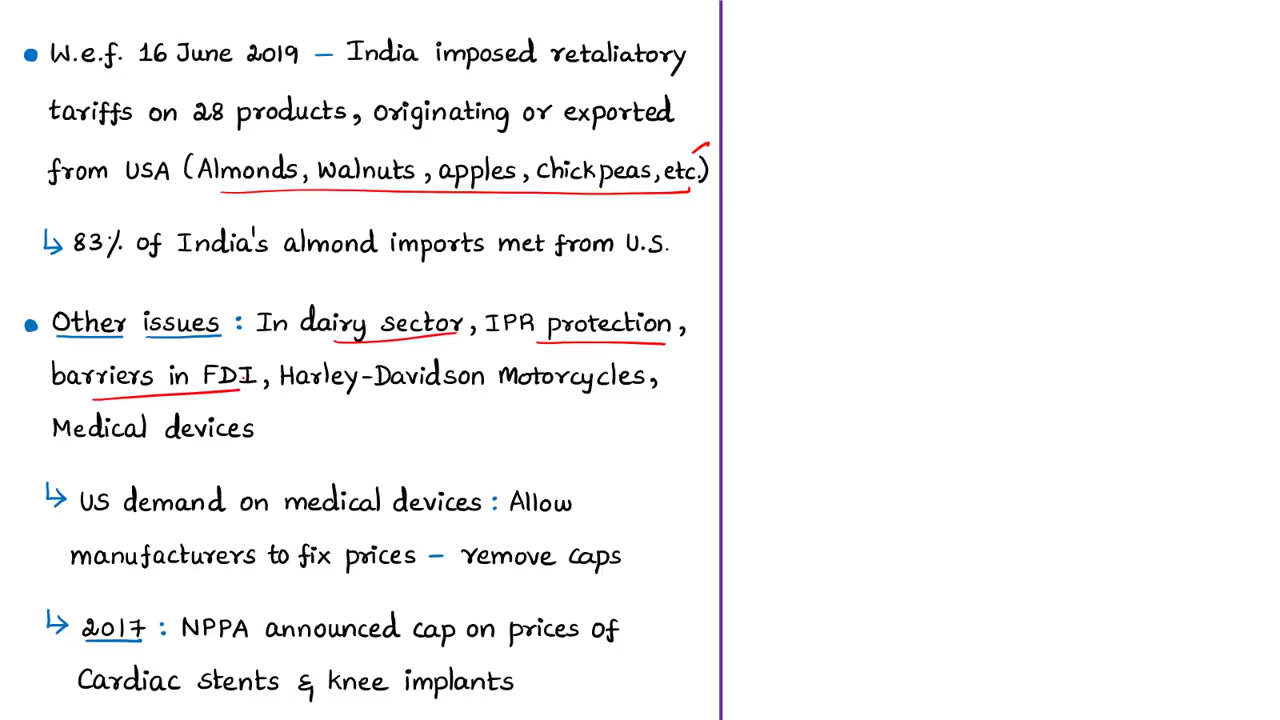 • W.e.f. 16 June 2019 – India imposed retaliatory
tariffs on 28 products, originating or exported
from USA (Almonds, walnuts, apples, chickpeas, etc.)
↳ 83% of India's almond imports met from U.S.
• Other issues : In dairy sector, IPR protection,
barriers in FDI, Harley-Davidson Motorcycles,
Medical devices
↳ US demand on medical devices : Allow
manufacturers to fix prices – remove caps
↳ 2017 : NPPA announced cap on prices of
Cardiac stents & knee implants